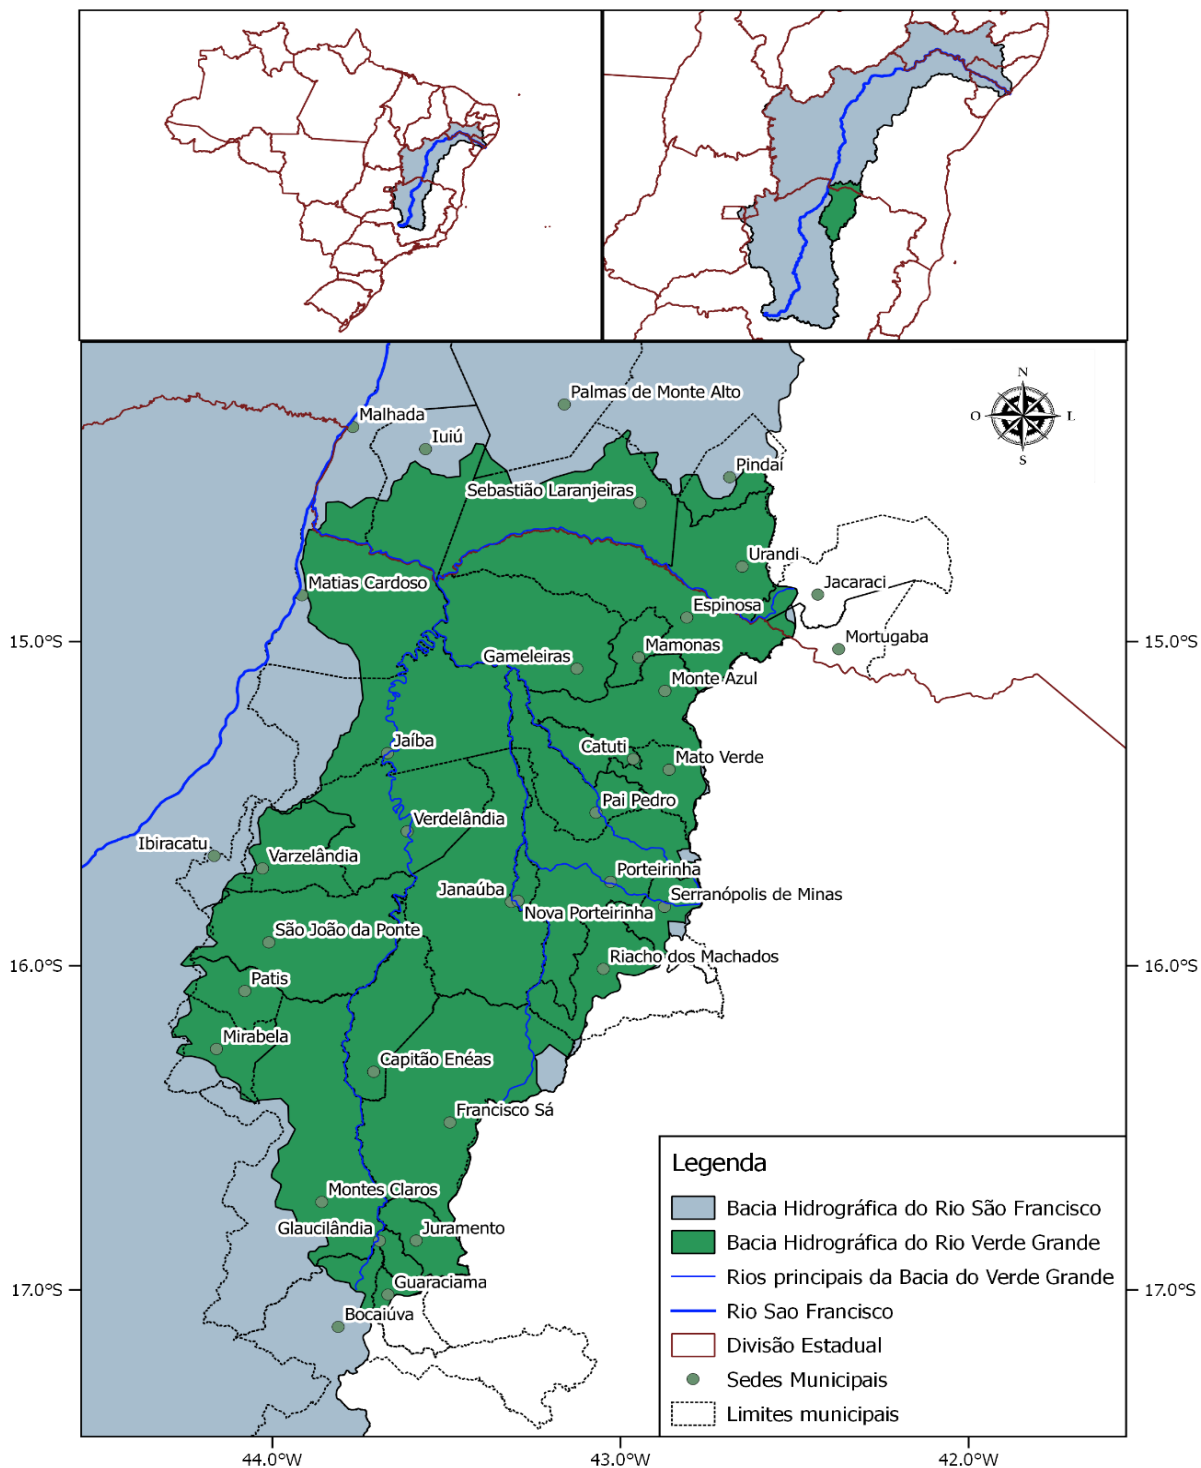 Palmas de Monte Alto
N
Malhada
O
L
Iuiú
S
Pindaí
Sebastião Laranjeiras
Urandi
Matias Cardoso
Jacaraci
Espinosa
15.0°S
Mamonas
Mortugaba
15.0°S
Gameleiras
Monte Azul
Jaíba
Catuti
Mato Verde
Pai Pedro
Verdelândia
Ibiracatu
Varzelândia
Porteirinha
Janaúba
Serranópolis de Minas
Nova Porteirinha
São João da Ponte
Riacho dos Machados
16.0°S
16.0°S
Patis
Mirabela
Capitão Enéas
Francisco Sá
Montes Claros
Glaucilândia
Juramento
Guaraciama
17.0°S
17.0°S
Bocaiúva
Legenda
Bacia Hidrográfica do Rio São Francisco
Bacia Hidrográfica do Rio Verde Grande
Rios principais da Bacia do Verde Grande
Rio Sao Francisco
Divisão Estadual
Sedes Municipais
Limites municipais
44.0°W
43.0°W
42.0°W